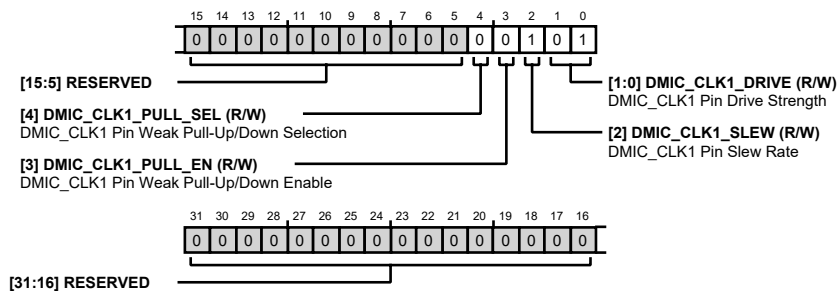 15 14 13 12 11 10 9 8 7 6 5 4 3 2 1 0
0 0 0 0 0 0 0 0 0 0 0 0 0 1 0 1
[15:5] RESERVED
[4] DMIC_CLK1_PULL_SEL (R/W)
DMIC_CLK1 Pin Weak Pull-Up/Down Selection
[3] DMIC_CLK1_PULL_EN (R/W)
DMIC_CLK1 Pin Weak Pull-Up/Down Enable
[1:0] DMIC_CLK1_DRIVE (R/W)
DMIC_CLK1 Pin Drive Strength
[2] DMIC_CLK1_SLEW (R/W)
DMIC_CLK1 Pin Slew Rate
31 30 29 28 27 26 25 24 23 22 21 20 19 18 17 16
0 0 0 0 0 0 0 0 0 0 0 0 0 0 0 0
[31:16] RESERVED